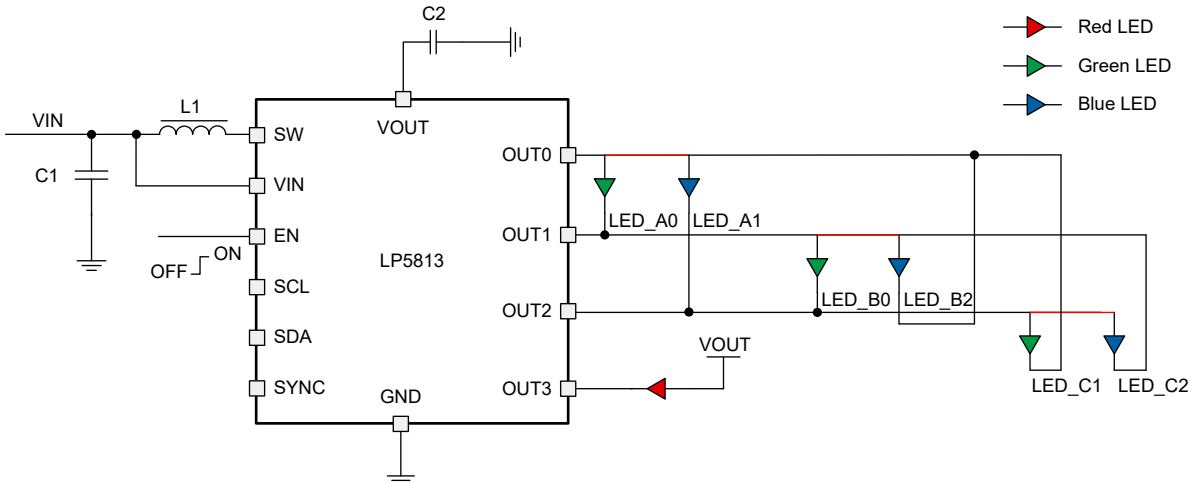 C2
Red LED
Green LED
Blue LED
VIN
L1
C1
SW
VOUT
OUT0
VIN
LED_A0
LED_A1
EN
OUT1
OFF
ON
LP5813
SCL
LED_B0
LED_B2
OUT2
SDA
VOUT
SYNC
GND
OUT3
LED_C1
LED_C2